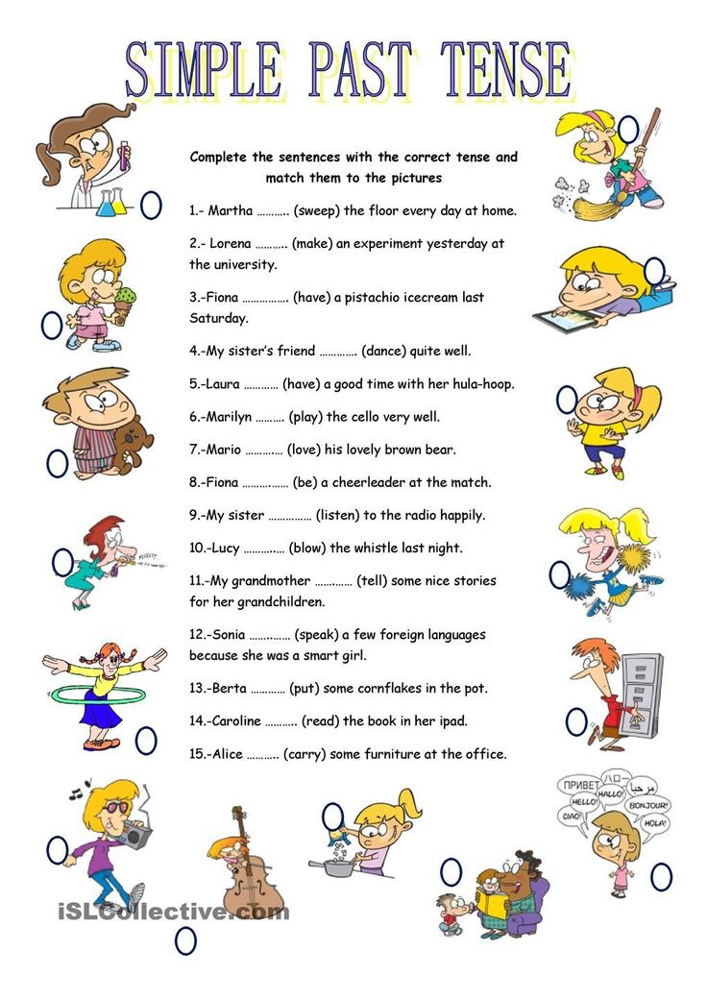 SIMPLE PAST TENSE
Complete the sentences with the correct tense and
match them to the pictures
1.- Martha ……….. (sweep) the floor every day at home.
2.- Lorena ……….. (make) an experiment yesterday at
the university.
3.-Fiona ……………. (have) a pistachio icecream last
Saturday.
4.-My sister’s friend …………. (dance) quite well.
5.-Laura ………… (have) a good time with her hula-hoop.
6.-Marilyn ………. (play) the cello very well.
7.-Mario ……….… (love) his lovely brown bear.
8.-Fiona ……….…… (be) a cheerleader at the match.
9.-My sister …………… (listen) to the radio happily.
10.-Lucy ………..… (blow) the whistle last night.
11.-My grandmother …….…… (tell) some nice stories
for her grandchildren.
12.-Sonia ……..…… (speak) a few foreign languages
because she was a smart girl.
13.-Berta ………… (put) some cornflakes in the pot.
14.-Caroline ……….. (read) the book in her ipad.
15.-Alice ……….. (carry) some furniture at the office.
ПРИВЕТ
ハロー
مرحبا
HELLO!
HALLO!
BONJOUR!
CIAO!
HOLA!
iSLCollective.com